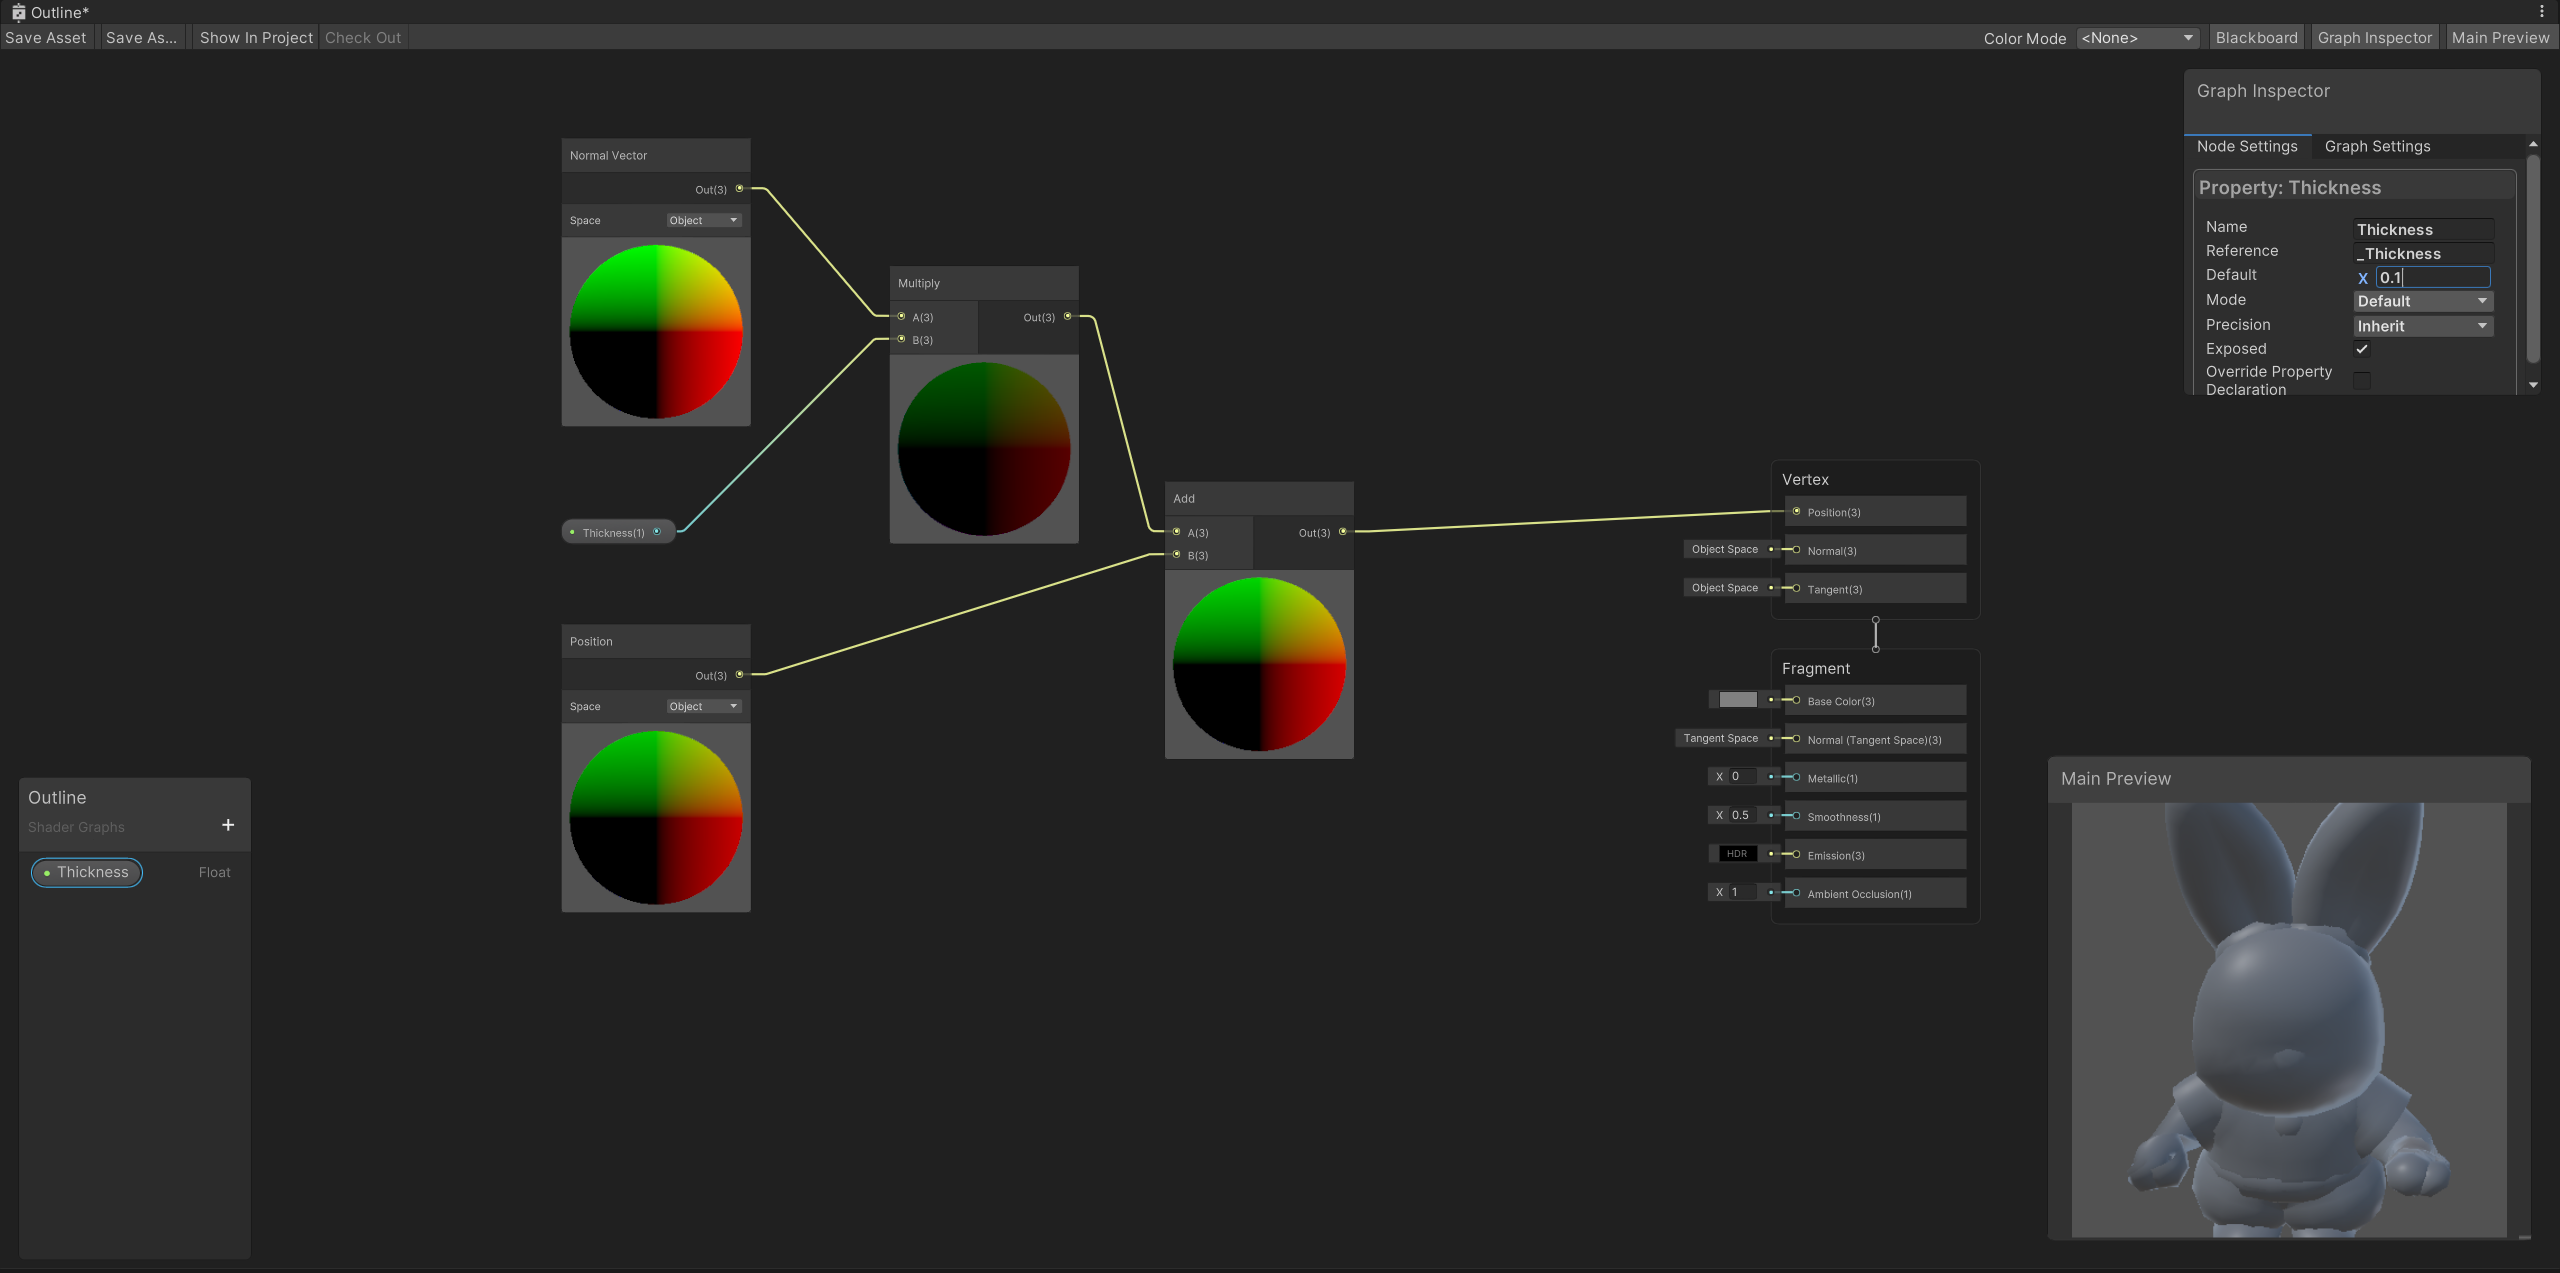 Outline*
Save Asset
Save As...
Show In Project
Check Out
Color Mode
<None>
Blackboard
Graph Inspector
Main Preview
Graph Inspector
Node Settings
Graph Settings
Property: Thickness
Name
Thickness
Reference
_Thickness
Default
X
0.1
Mode
Default
Precision
Inherit
Exposed
Override Property
Declaration
Normal Vector
Out(3)
Space
Object
Multiply
A(3)
Out(3)
B(3)
Thickness(1)
Add
A(3)
Out(3)
B(3)
Position
Out(3)
Space
Object
Vertex
Position(3)
Object Space
Normal(3)
Object Space
Tangent(3)
Fragment
Base Color(3)
Tangent Space
Normal (Tangent Space)(3)
X 0
Metallic(1)
X 0.5
Smoothness(1)
HDR
Emission(3)
X 1
Ambient Occlusion(1)
Outline
Shader Graphs
+
Thickness
Float
Main Preview